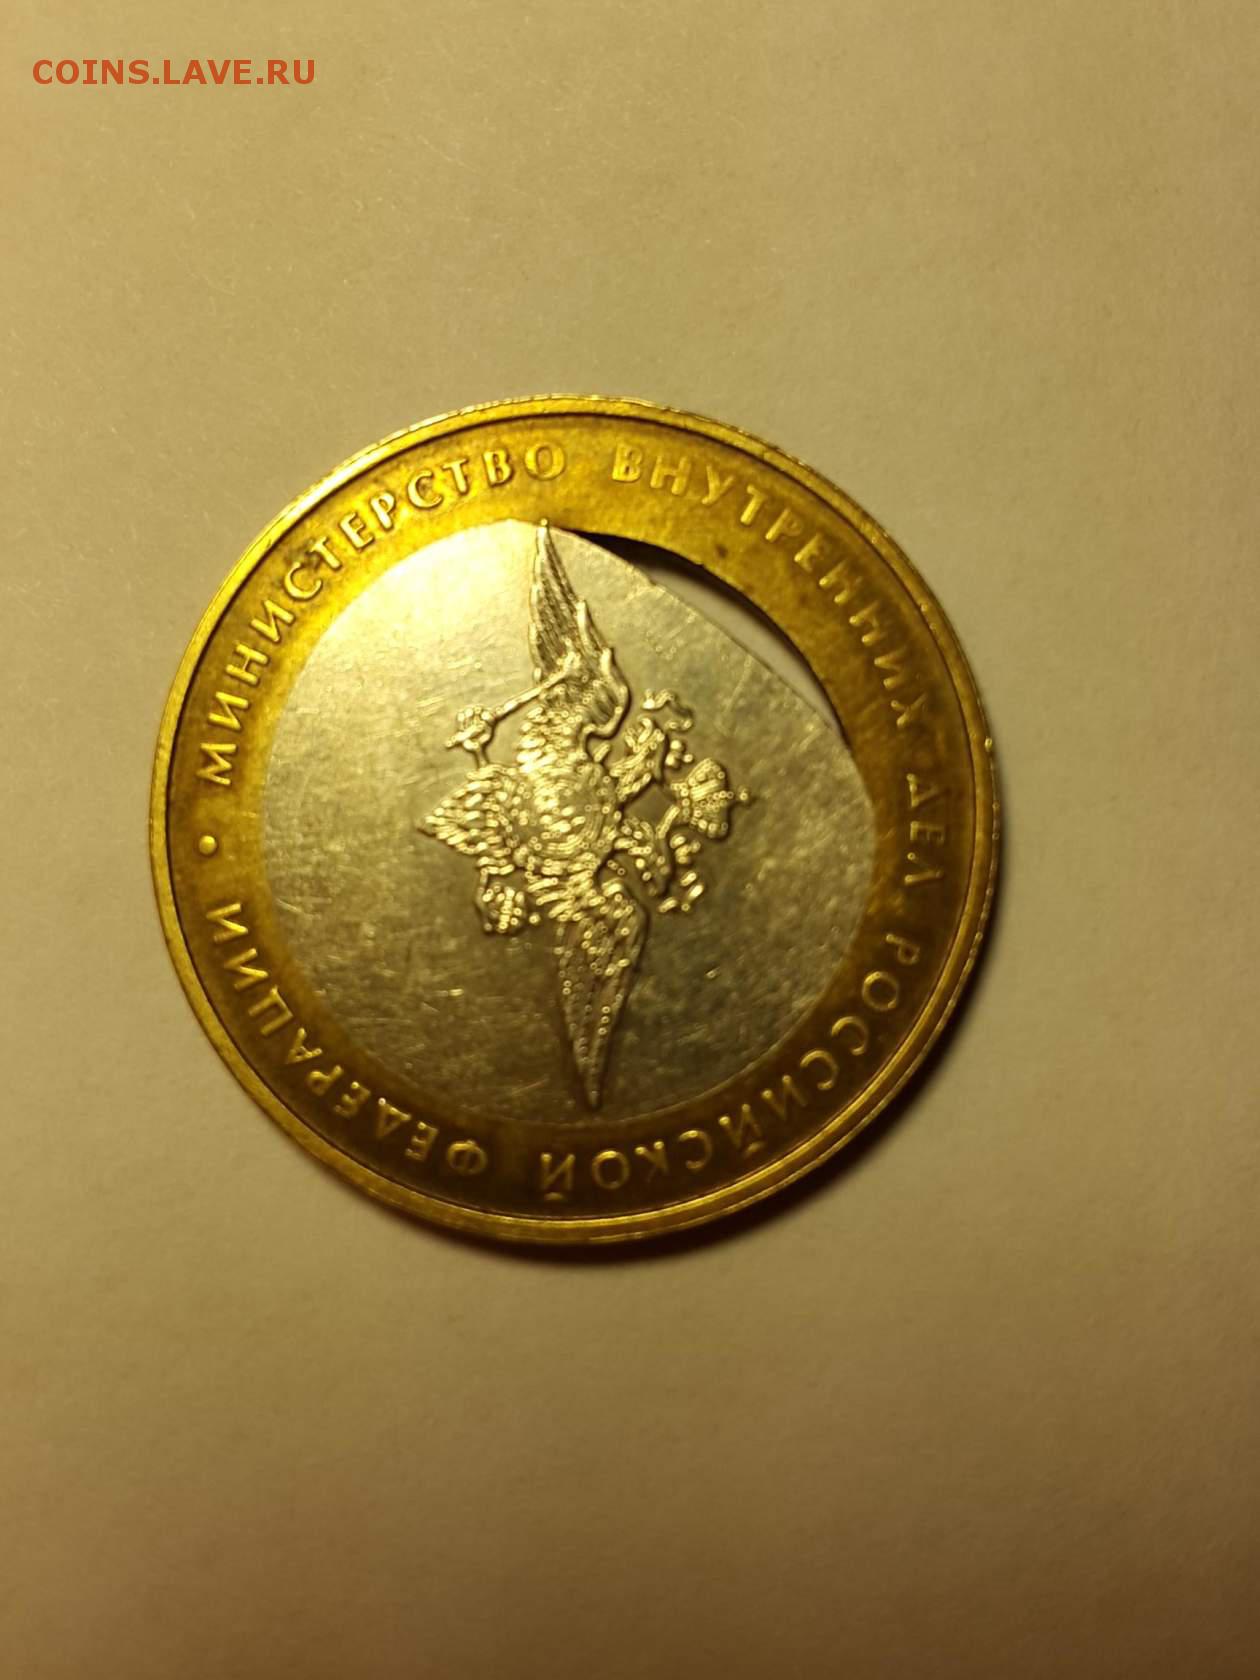 COINS.LAVE.RU
• МИНИСТЕРСТВО ВНУТРЕННИХ ДЕЛ РОССИЙСКОЙ ФЕДЕРАЦИИ